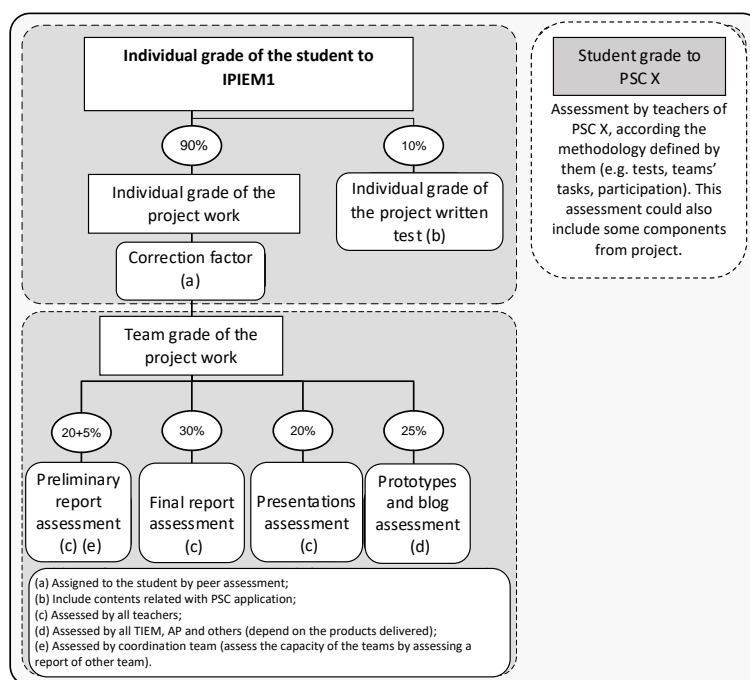 Individual grade of the student to
IPIEM1
90%
10%
Individual grade of the
project work
Individual grade of
the project written
test (b)
Correction factor
(a)
Team grade of the
project work
20+5%
30%
20%
25%
Preliminary
report
assessment
(c) (e)
Final report
assessment
(c)
Presentations
assessment
(c)
Prototypes
and blog
assessment
(d)
(a) Assigned to the student by peer assessment;
(b) Include contents related with PSC application;
(c) Assessed by all teachers;
(d) Assessed by all TIEM, AP and others (depend on the products delivered);
(e) Assessed by coordination team (assess the capacity of the teams by assessing a
report of other team).
Student grade to
PSC X
Assessment by teachers of
PSC X, according the
methodology defined by
them (e.g. tests, teams’
tasks, participation). This
assessment could also
include some components
from project.